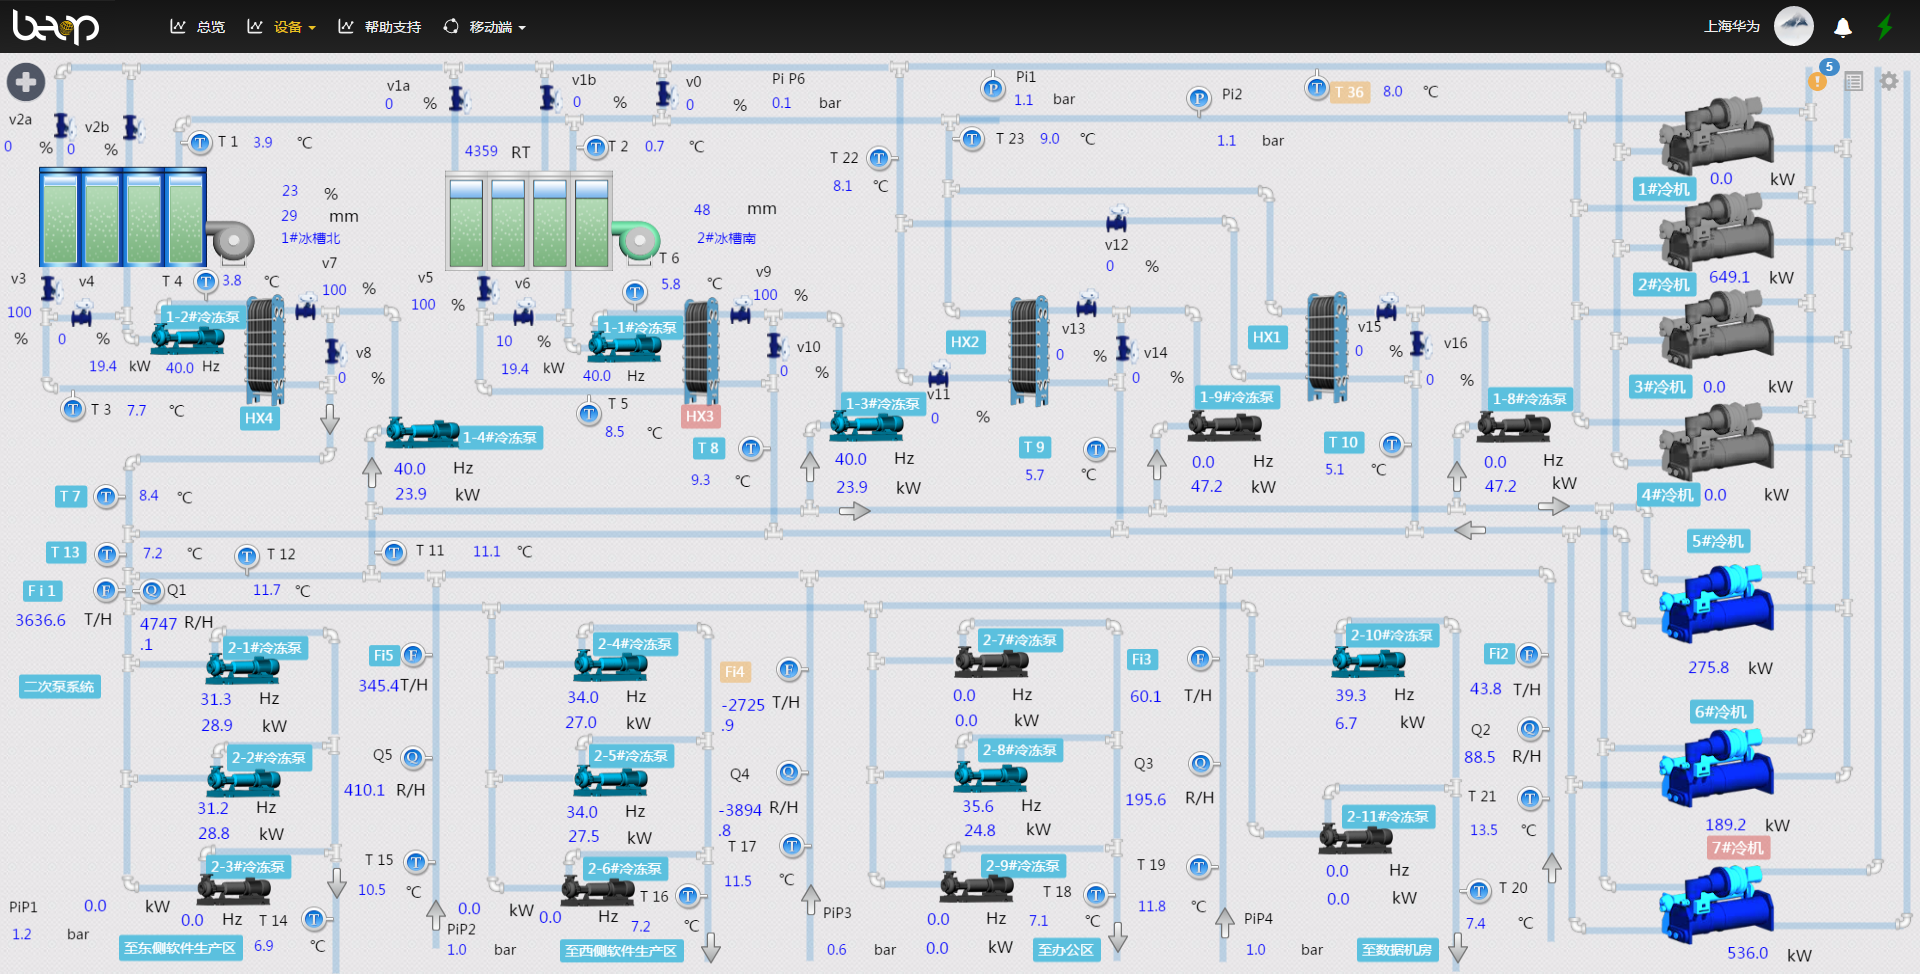 beop 总览 设备 帮助支持 移动端 上海华为
5
v1a
0 %
v1b
0 %
v0
0 %
Pi P6
0.1 bar
Pi1
1.1 bar
Pi2
1.1 bar
T 36 8.0 ℃
v2a
0 %
v2b
0 %
T 1 3.9 ℃
4359 RT
T 2 0.7 ℃
T 22
8.1 ℃
T 23 9.0 ℃
23 %
29 mm
1#冰槽北
48 mm
2#冰槽南
1#冷机
0.0 kW
2#冷机
649.1 kW
3#冷机 0.0 kW
4#冷机 0.0 kW
v3
100
%
v4
0 %
T 4 3.8 ℃
v7
100 %
v5
100 %
v6
10 %
T 6
5.8 ℃
v9
100 %
v12
0 %
1-2#冷冻泵
19.4 kW 40.0 Hz
v8
0 %
1-1#冷冻泵
19.4 kW 40.0 Hz
v10
0 %
HX2
v13
0 %
v14
0 %
HX1
v15
0 %
v16
0 %
T 3 7.7 ℃
HX4
T 5
8.5 ℃
HX3
1-3#冷冻泵
v11
0 %
1-9#冷冻泵
1-8#冷冻泵
1-4#冷冻泵
40.0 Hz
23.9 kW
T 8
9.3 ℃
40.0 Hz
23.9 kW
T 9
5.7 ℃
0.0 Hz
47.2 kW
T 10
5.1 ℃
0.0 Hz
47.2 kW
T 7 8.4 ℃
T 13 7.2 ℃
T 12
11.7 ℃
T 11 11.1 ℃
5#冷机
275.8 kW
Fi1
3636.6 T/H
Q1
4747 R/H
.1
2-1#冷冻泵
31.3 Hz
28.9 kW
Fi5
345.4 T/H
2-4#冷冻泵
34.0 Hz
27.0 kW
Fi4
-2725 T/H
.9
2-7#冷冻泵
0.0 Hz
0.0 kW
Fi3
60.1 T/H
2-10#冷冻泵
39.3 Hz
6.7 kW
Fi2
43.8 T/H
二次泵系统
6#冷机
189.2 kW
2-2#冷冻泵
31.2 Hz
28.8 kW
Q5
410.1 R/H
2-5#冷冻泵
34.0 Hz
27.5 kW
Q4
-3894 R/H
.8
2-8#冷冻泵
35.6 Hz
24.8 kW
Q3
195.6 R/H
Q2
88.5 R/H
T 21
13.5 ℃
2-11#冷冻泵
0.0 Hz
0.0 kW
7#冷机
536.0 kW
2-3#冷冻泵
0.0 kW
0.0 Hz
T 15
10.5 ℃
2-6#冷冻泵
0.0 kW
0.0 Hz
T 17
11.5 ℃
2-9#冷冻泵
0.0 Hz
0.0 kW
T 19
11.8 ℃
T 20
7.4 ℃
PiP1
1.2 bar
T 14
6.9 ℃
至东侧软件生产区
PiP2
1.0 bar
T 16
7.2 ℃
至西侧软件生产区
PiP3
0.6 bar
T 18
7.1 ℃
至办公区
PiP4
1.0 bar
至数据机房